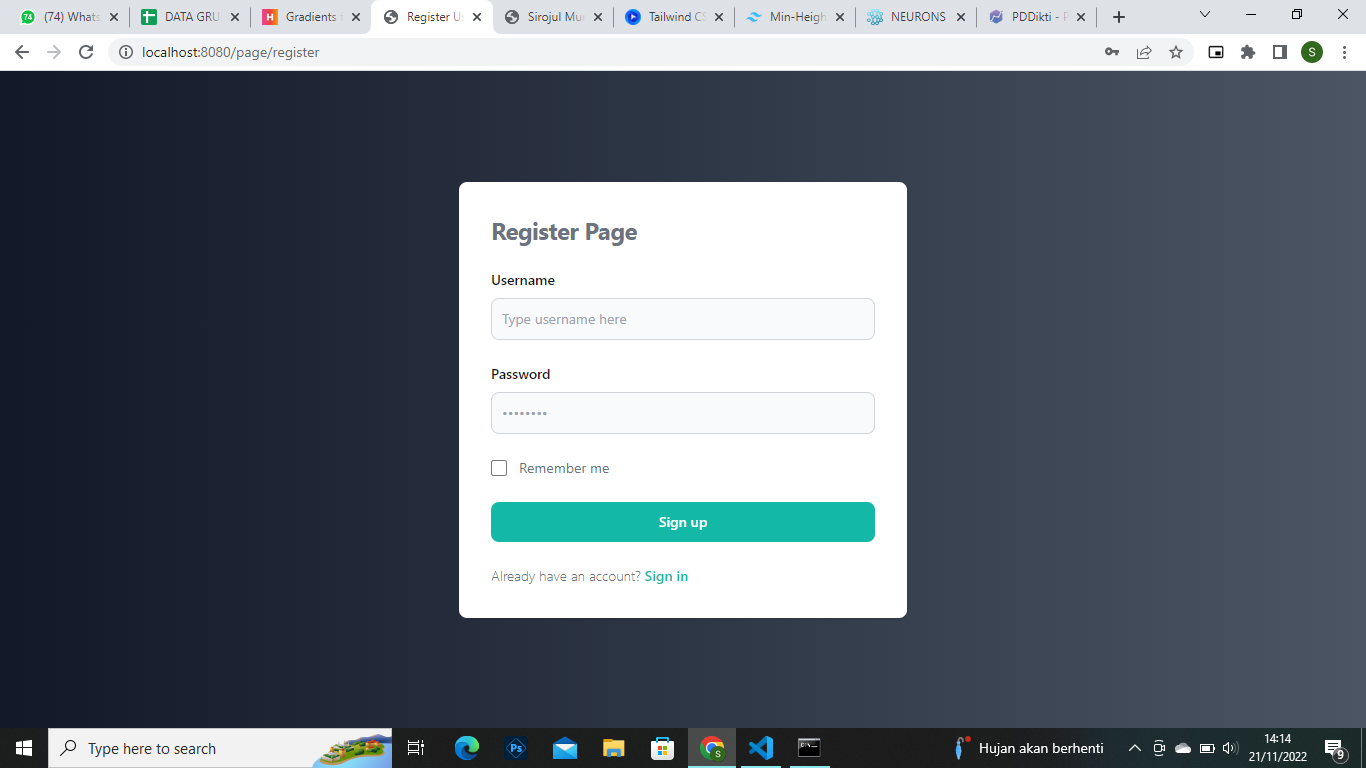 (74) Whats
DATA GRU
Gradients f
Register U
Sirojul Mu
Tailwind CS
Min-Heigh
NEURONS
PDDikti - P
localhost:8080/page/register
S
Register Page
Username
Type username here
Password
Remember me
Sign up
Already have an account? Sign in
Type here to search
Ps
Hujan akan berhenti
14:14
21/11/2022
9